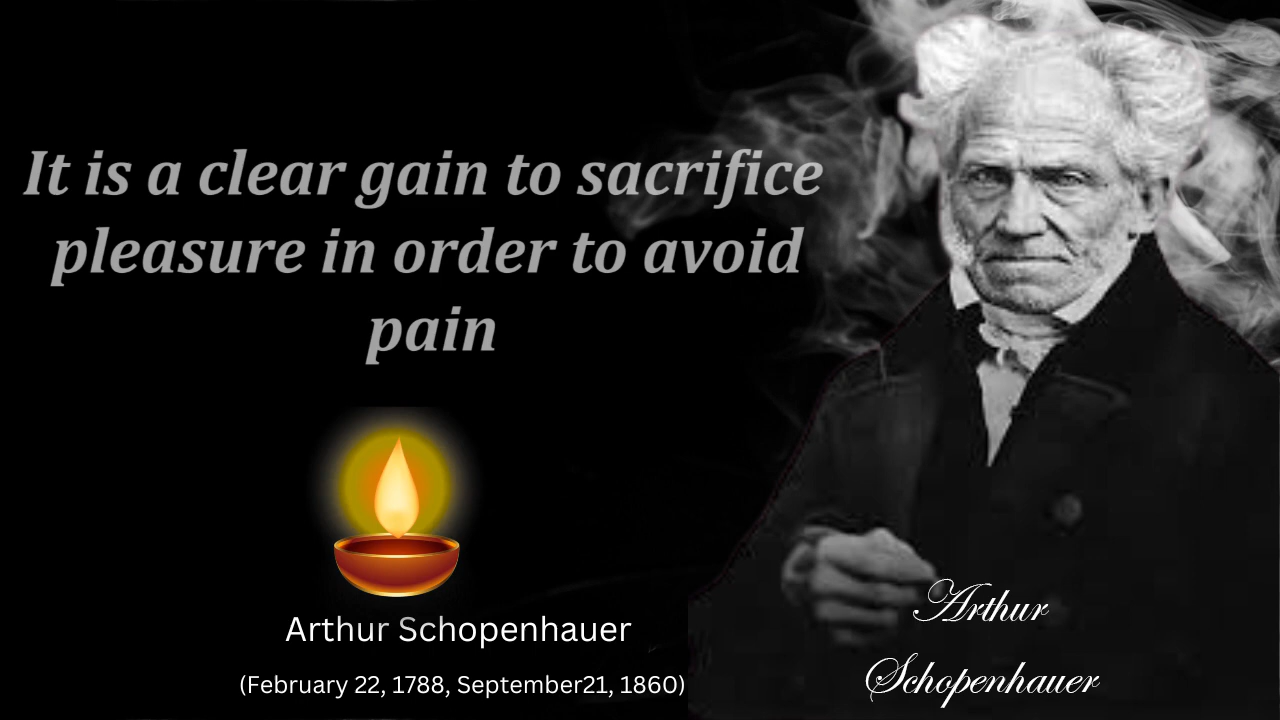 It is a clear gain to sacrifice
pleasure in order to avoid
pain
Arthur Schopenhauer
(February 22, 1788, September21, 1860)
Arthur
Schopenhauer